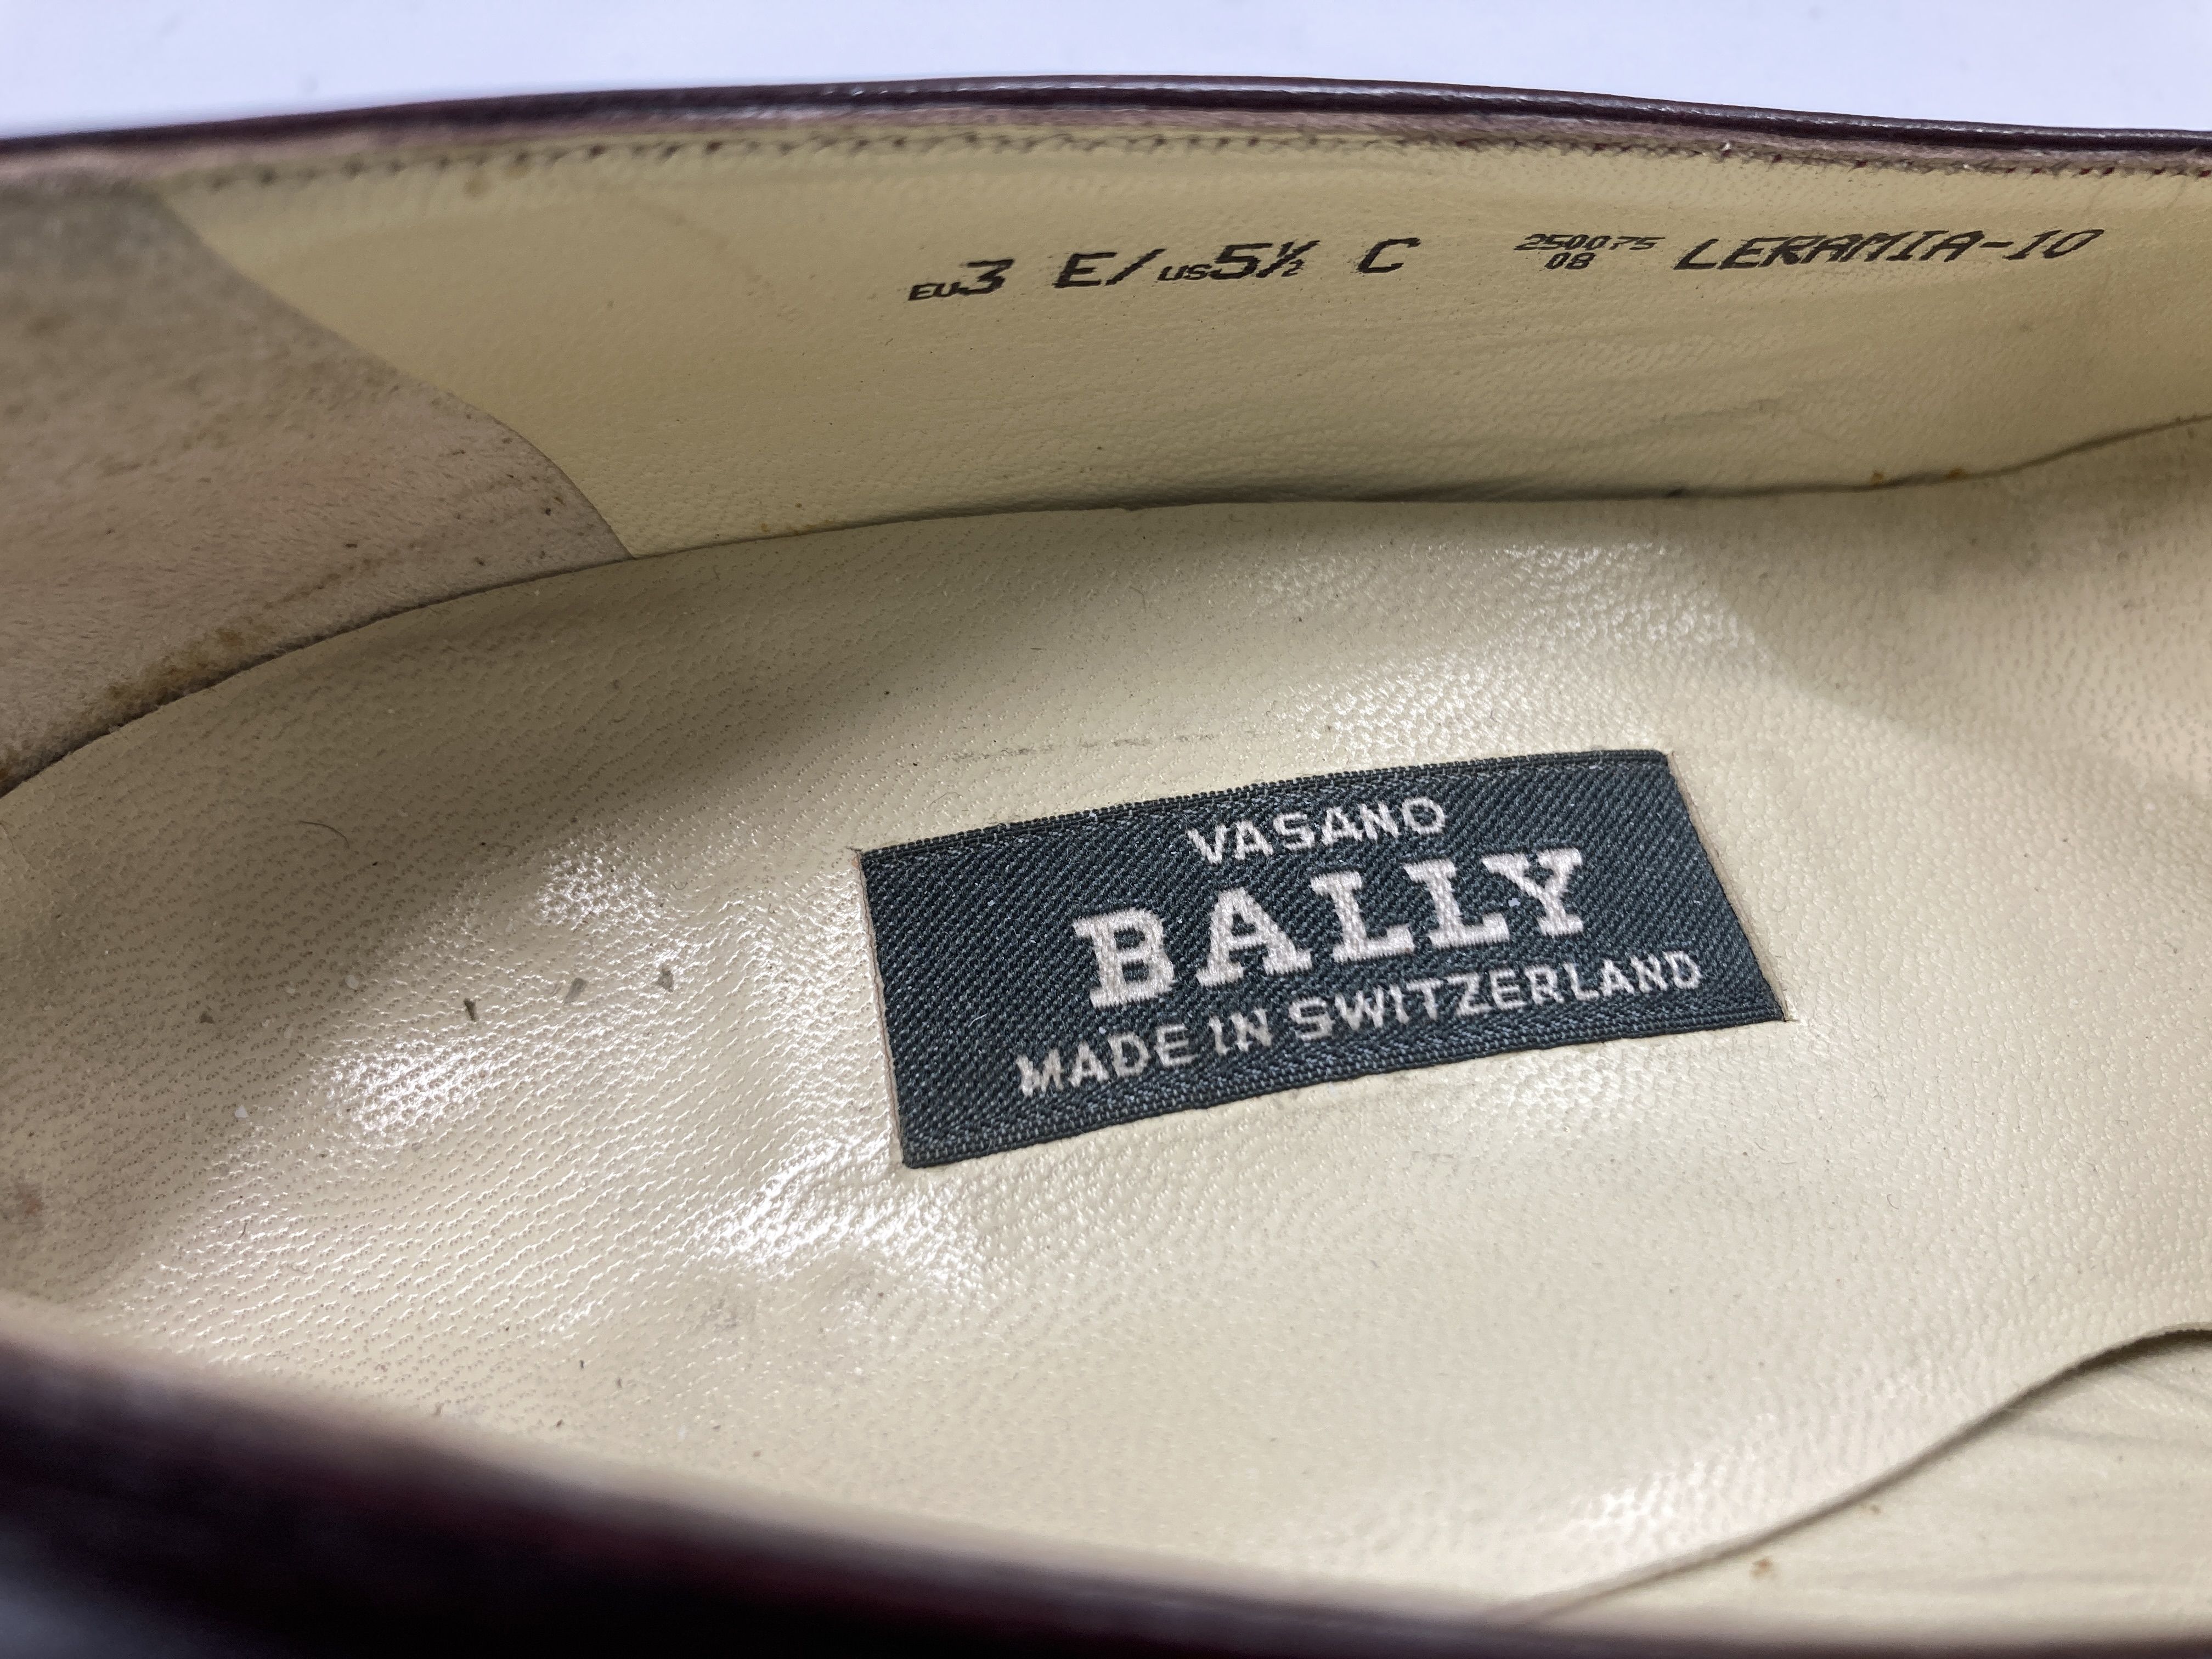 EU3 E/US5½ C 250075 LERAMIA-10
08
VASANO
BALLY
MADE IN SWITZERLAND